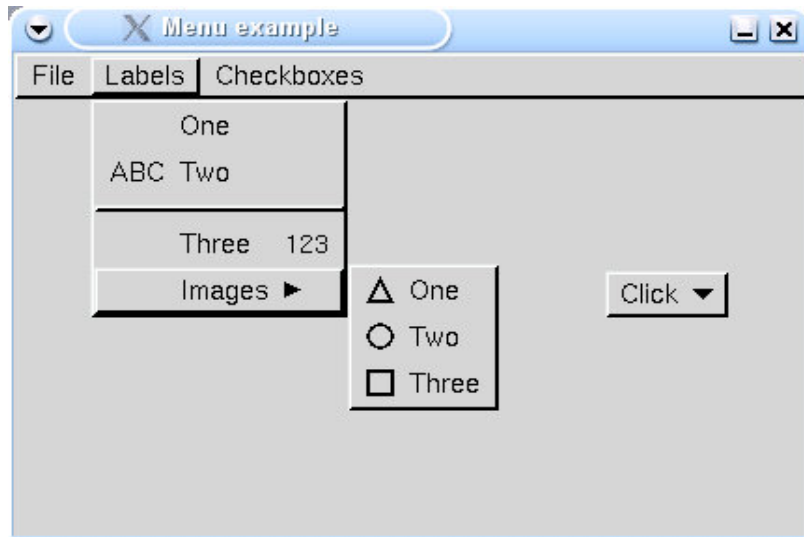 Menu example
File Labels Checkboxes
One
ABC Two
Three 123
Images
One
Two
Three
Click